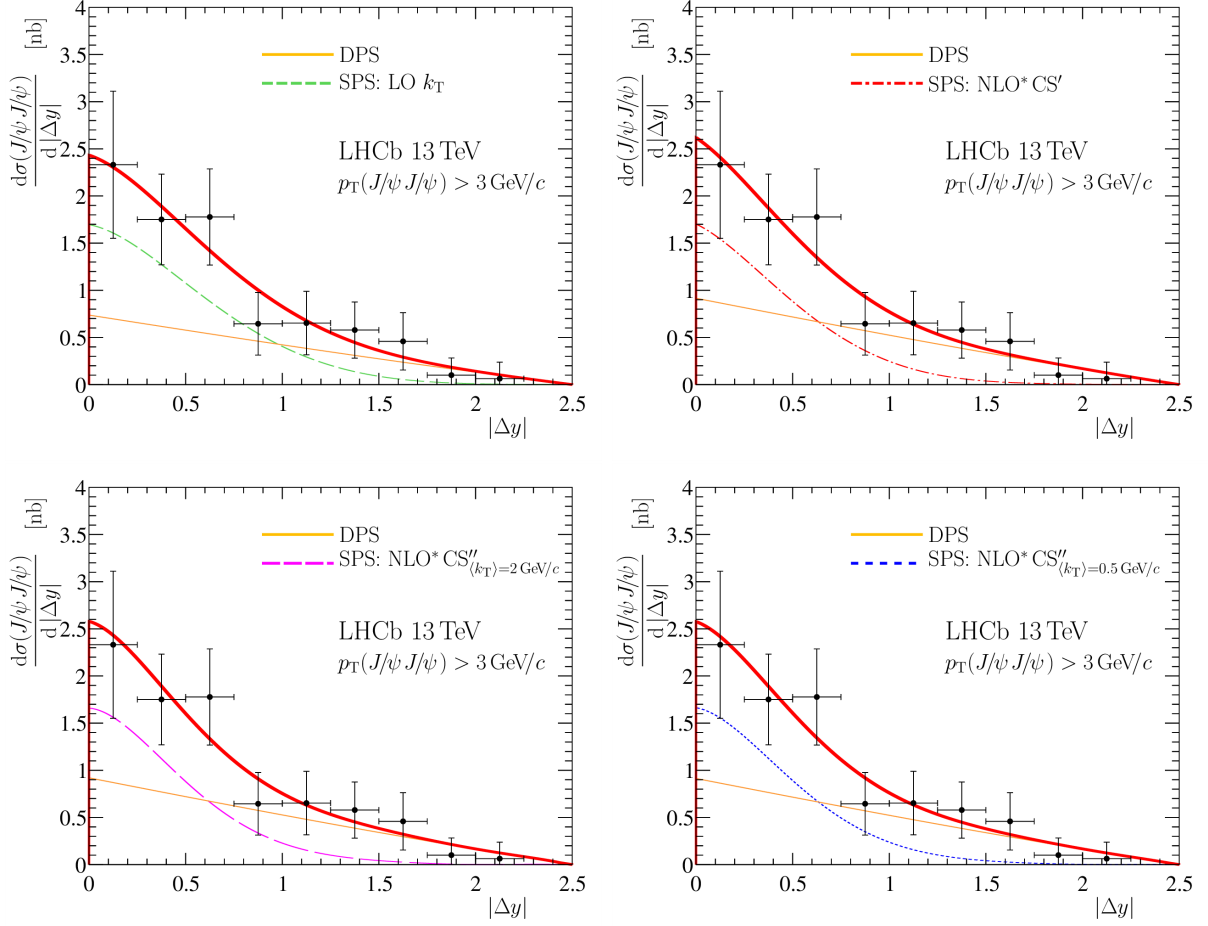 dσ(J/ψ J/ψ)
d|Δy|
[nb]
4
3.5
3
2.5
2
1.5
1
0.5
0
DPS
SPS: LO kT
LHCb 13 TeV
pT(J/ψ J/ψ) > 3 GeV/c
0 0.5 1 1.5 2 2.5
|Δy|
dσ(J/ψ J/ψ)
d|Δy|
[nb]
4
3.5
3
2.5
2
1.5
1
0.5
0
DPS
SPS: NLO* CS′
LHCb 13 TeV
pT(J/ψ J/ψ) > 3 GeV/c
0 0.5 1 1.5 2 2.5
|Δy|
dσ(J/ψ J/ψ)
d|Δy|
[nb]
4
3.5
3
2.5
2
1.5
1
0.5
0
DPS
SPS: NLO* CS″⟨kT⟩=2 GeV/c
LHCb 13 TeV
pT(J/ψ J/ψ) > 3 GeV/c
0 0.5 1 1.5 2 2.5
|Δy|
dσ(J/ψ J/ψ)
d|Δy|
[nb]
4
3.5
3
2.5
2
1.5
1
0.5
0
DPS
SPS: NLO* CS″⟨kT⟩=0.5 GeV/c
LHCb 13 TeV
pT(J/ψ J/ψ) > 3 GeV/c
0 0.5 1 1.5 2 2.5
|Δy|